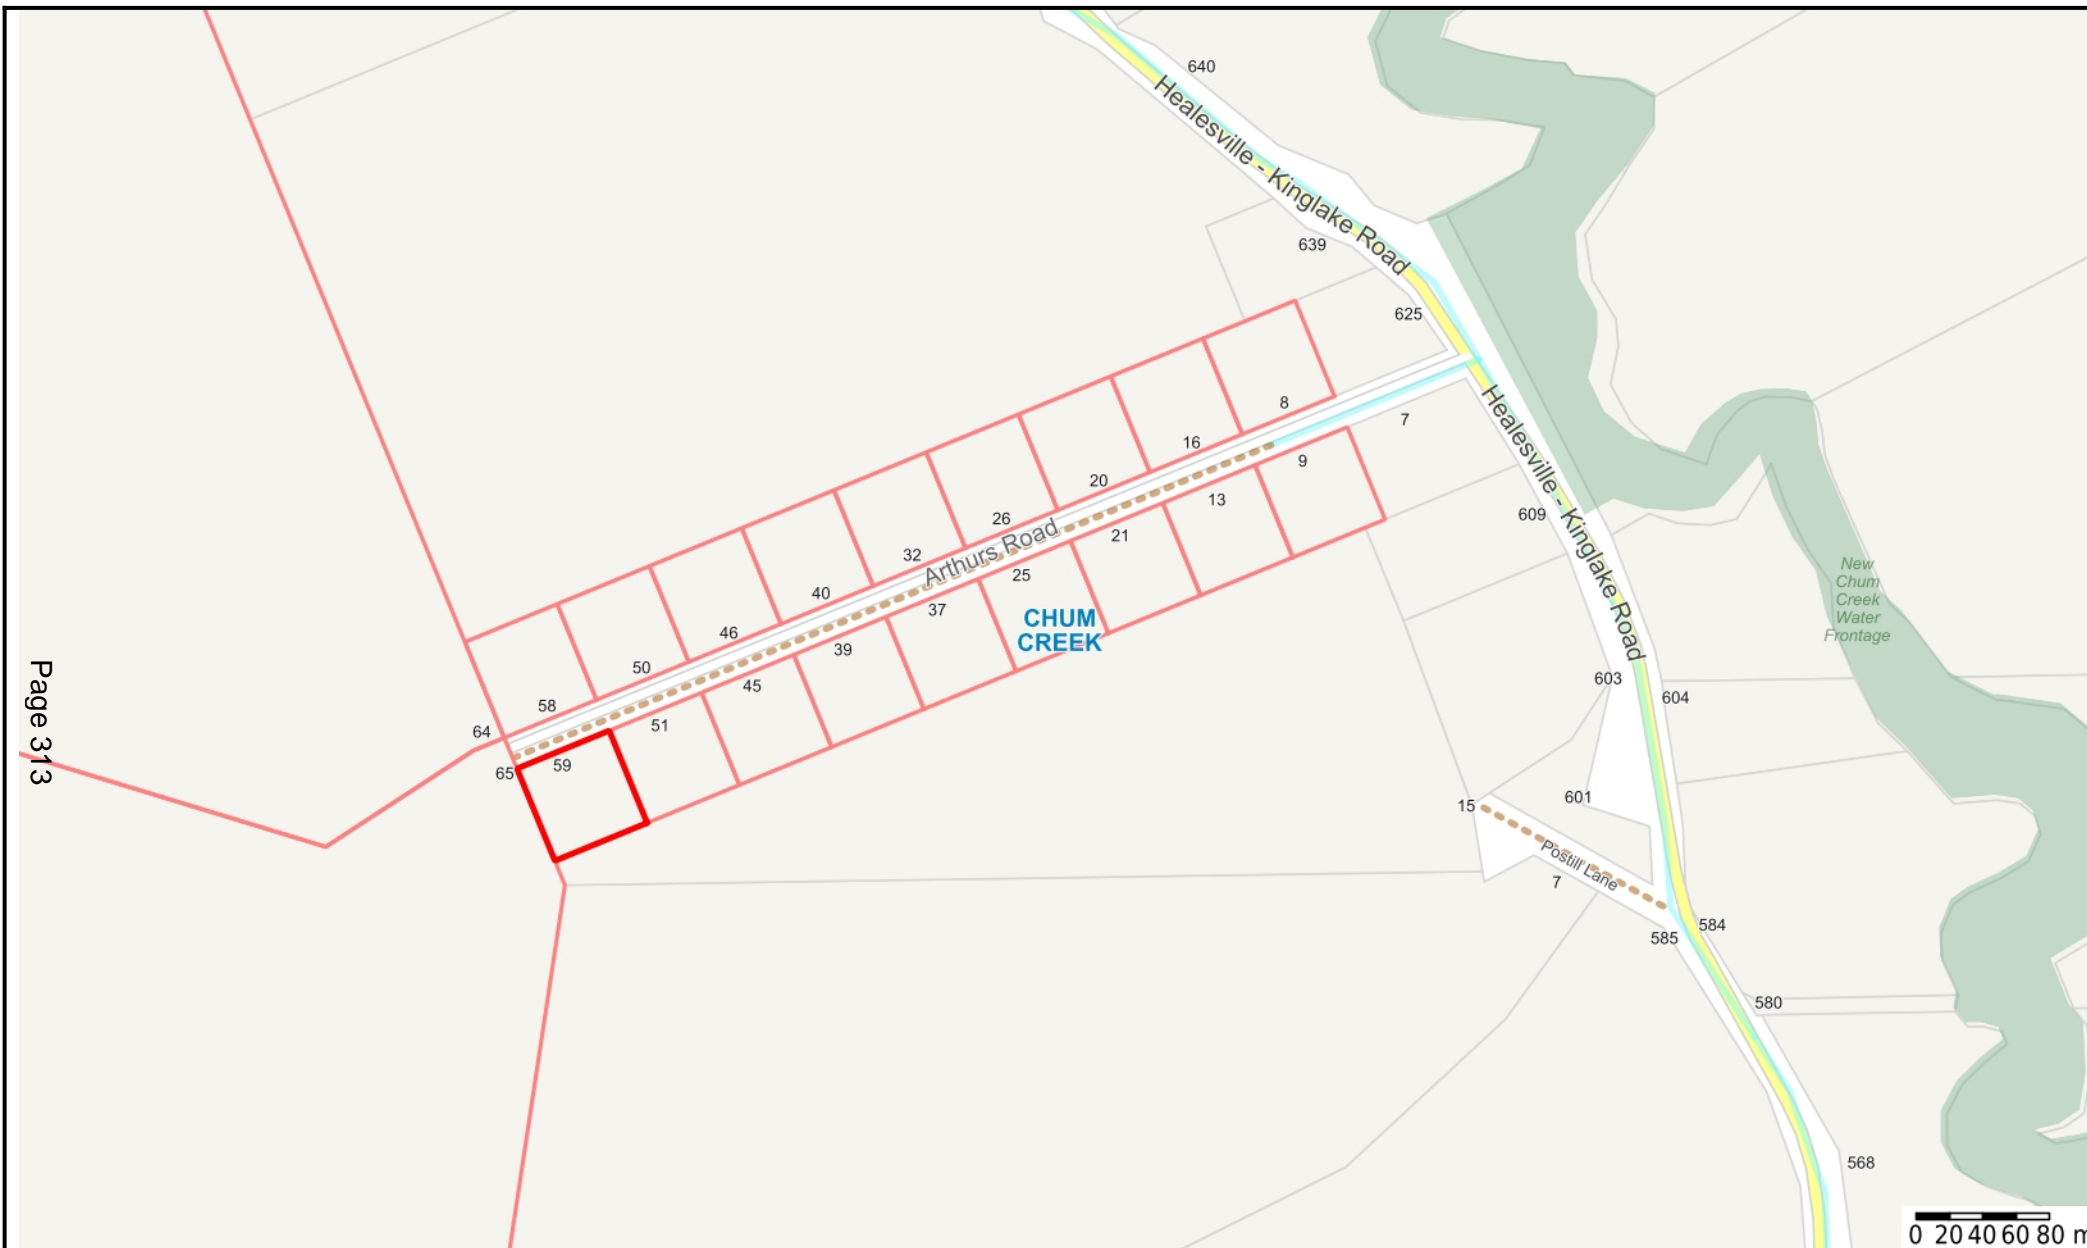 640
Healesville - Kinglake Road
639
625
8
7
16
9
20
13
26
21
Arthurs Road
32
25
40
37
CHUM
CREEK
46
39
50
45
58
51
64
59
65
Healesville - Kinglake Road
609
New
Chum
Creek
Water
Frontage
603
604
601
15
Postill Lane
7
584
585
580
568
Page 313
0 20 40 60 80 m